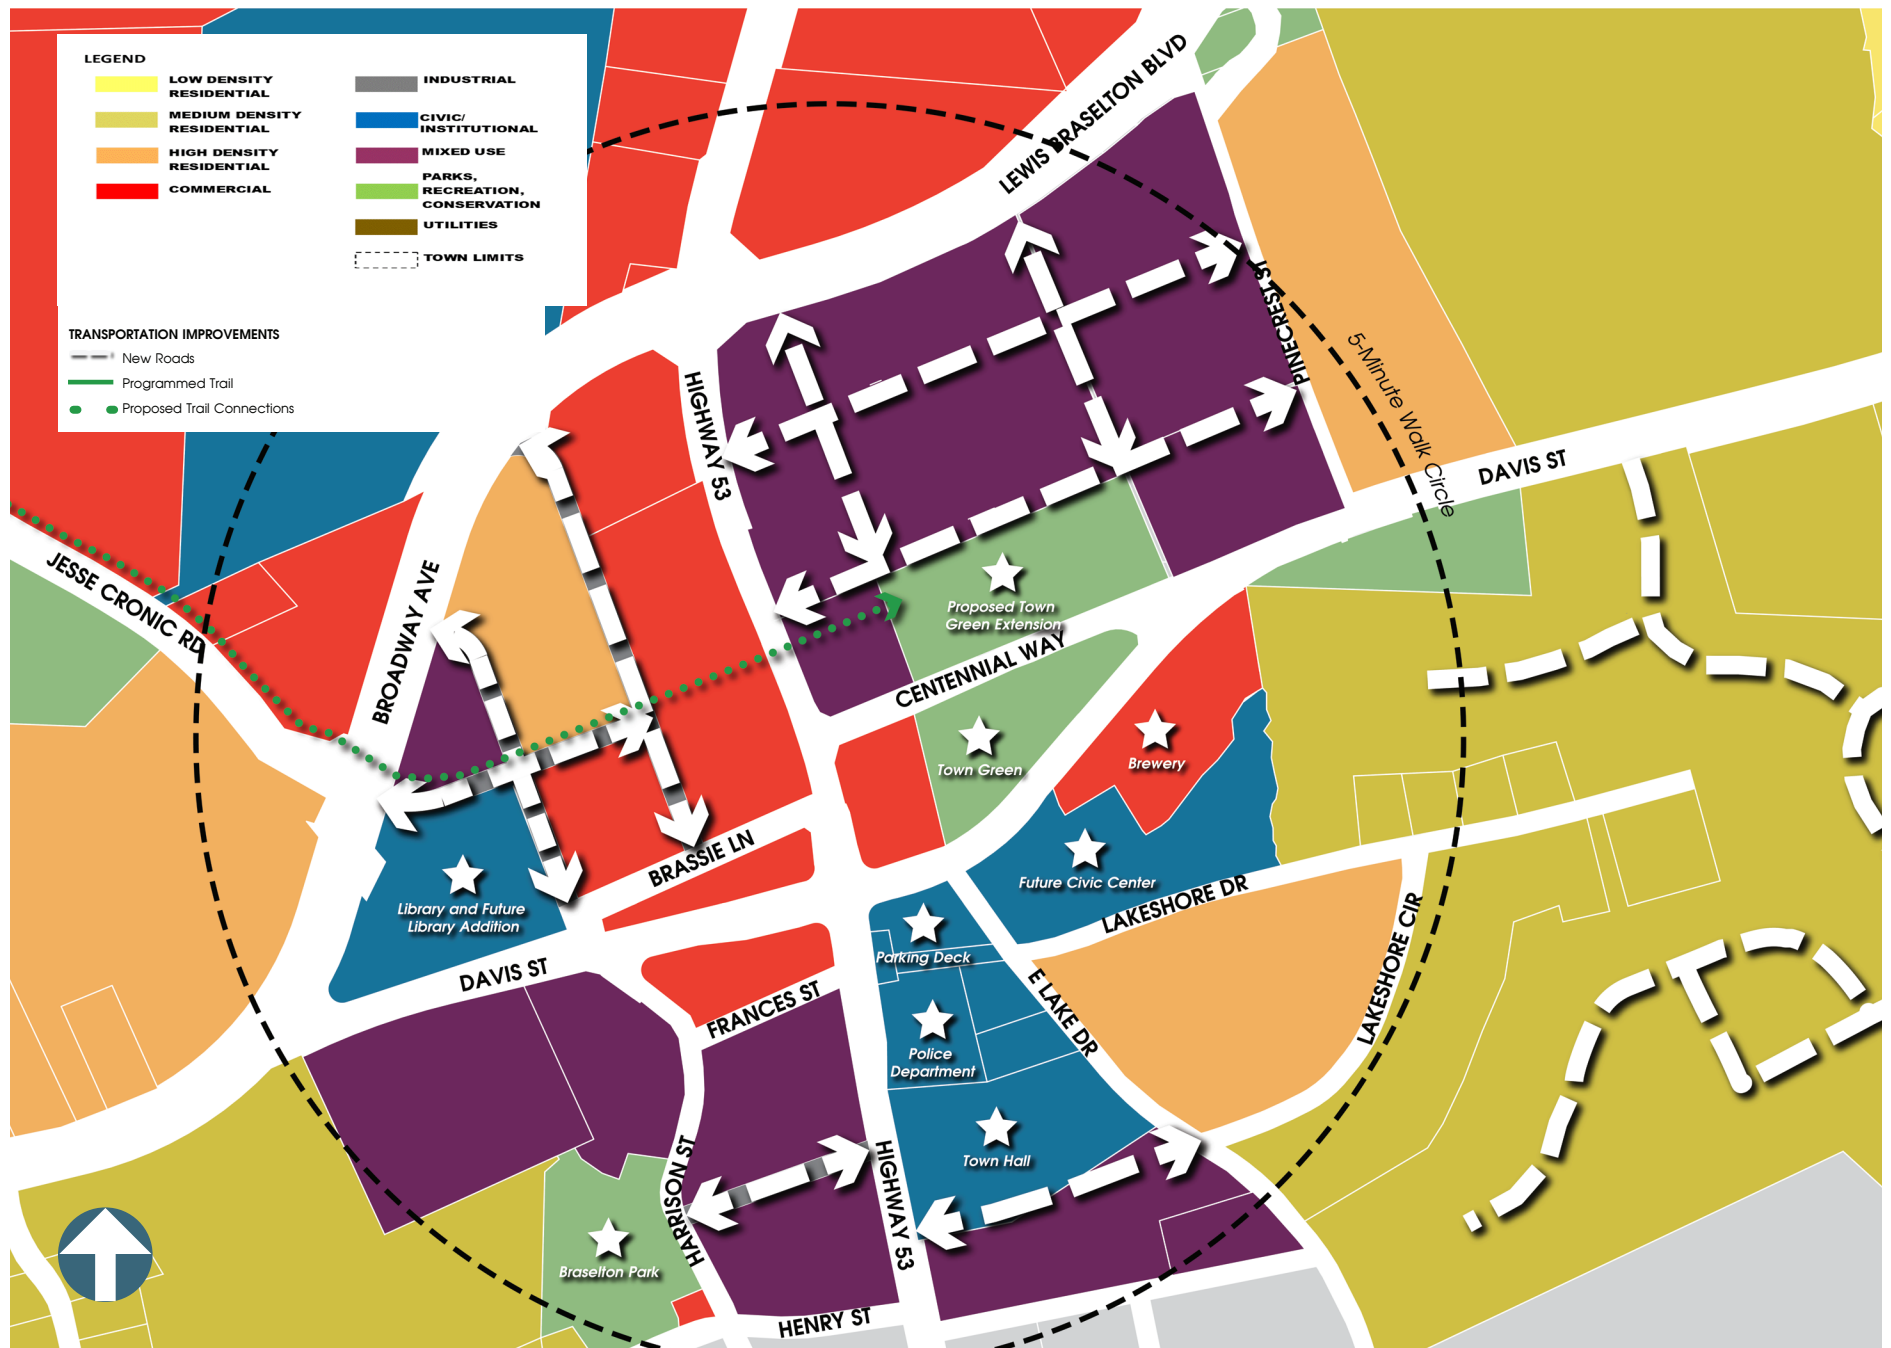 LEGEND
LOW DENSITY
RESIDENTIAL
MEDIUM DENSITY
RESIDENTIAL
HIGH DENSITY
RESIDENTIAL
COMMERCIAL
INDUSTRIAL
CIVIC/
INSTITUTIONAL
MIXED USE
PARKS,
RECREATION,
CONSERVATION
UTILITIES
TOWN LIMITS
TRANSPORTATION IMPROVEMENTS
New Roads
Programmed Trail
Proposed Trail Connections
LEWIS BRASELTON BLVD
PINECREST ST
5-Minute Walk Circle
HIGHWAY 53
DAVIS ST
JESSE CRONIC RD
BROADWAY AVE
Proposed Town
Green Extension
CENTENNIAL WAY
Town Green
Brewery
BRASSIE LN
Future Civic Center
LAKESHORE DR
LAKESHORE CIR
Library and Future
Library Addition
DAVIS ST
Parking Deck
FRANCES ST
E LAKE DR
Police
Department
Town Hall
HARRISON ST
HIGHWAY 53
Braselton Park
HENRY ST